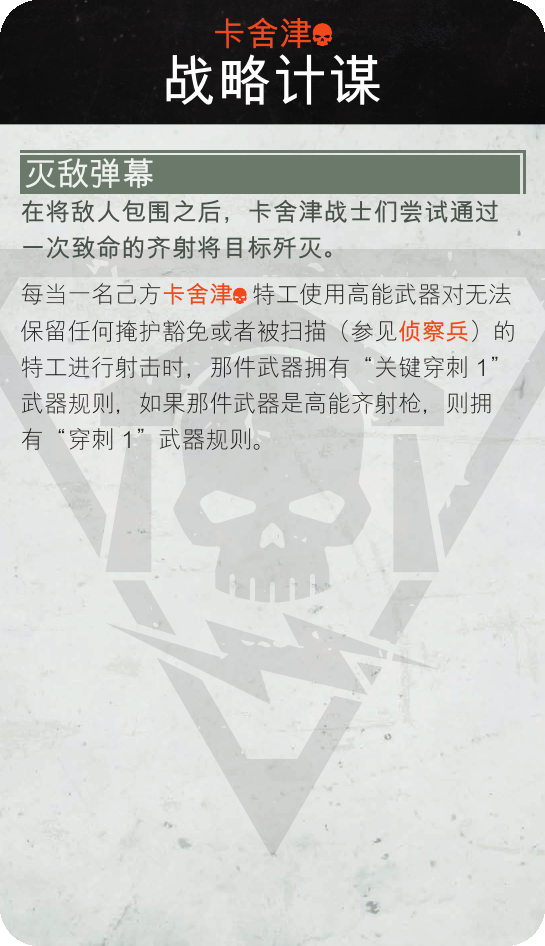 卡舍津
战略计谋
灭敌弹幕
在将敌人包围之后，卡舍津战士们尝试通过
一次致命的齐射将目标歼灭。
每当一名己方卡舍津 特工使用高能武器对无法
保留任何掩护豁免或者被扫描（参见侦察兵）的
特工进行射击时，那件武器拥有“关键穿刺 1”
武器规则，如果那件武器是高能齐射枪，则拥
有“穿刺 1”武器规则。